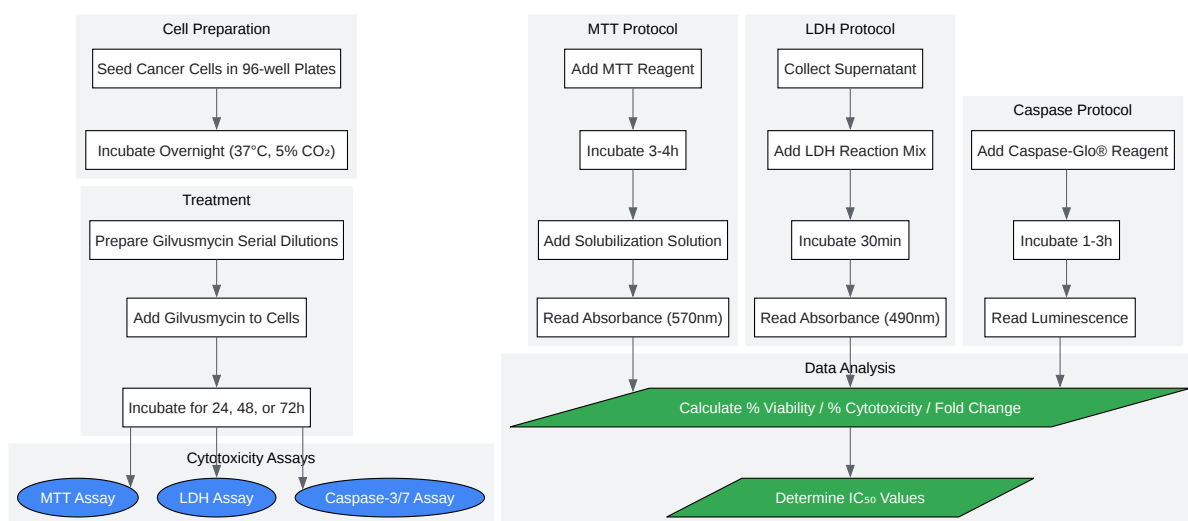 Cell Preparation
Seed Cancer Cells in 96-well Plates
Incubate Overnight (37°C, 5% CO₂)
Treatment
Prepare Gilvusmycin Serial Dilutions
Add Gilvusmycin to Cells
Incubate for 24, 48, or 72h
Cytotoxicity Assays
MTT Assay
LDH Assay
Caspase-3/7 Assay
MTT Protocol
Add MTT Reagent
Incubate 3-4h
Add Solubilization Solution
Read Absorbance (570nm)
LDH Protocol
Collect Supernatant
Add LDH Reaction Mix
Incubate 30min
Read Absorbance (490nm)
Caspase Protocol
Add Caspase-Glo® Reagent
Incubate 1-3h
Read Luminescence
Data Analysis
Calculate % Viability / % Cytotoxicity / Fold Change
Determine IC₅₀ Values